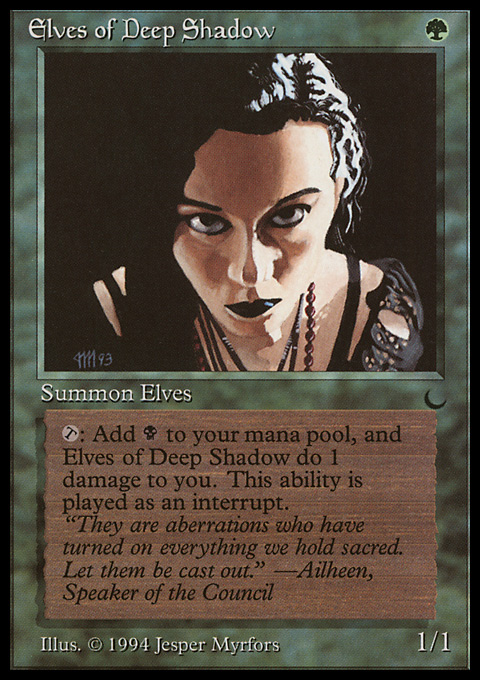 Elves of Deep Shadow
Summon Elves
T: Add to your mana pool, and
Elves of Deep Shadow do 1
damage to you. This ability is
played as an interrupt.
“They are aberrations who have
turned on everything we hold sacred.
Let them be cast out.” —Ailheen,
Speaker of the Council
Illus. © 1994 Jesper Myrfors
1/1